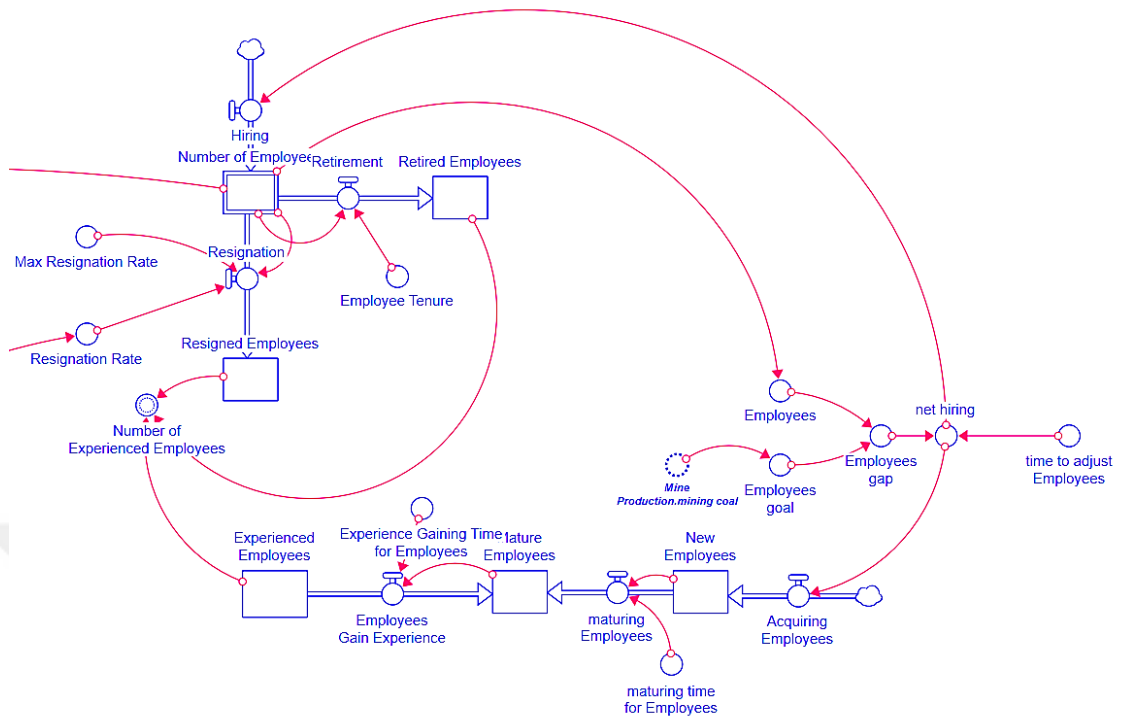 Hiring
Number of Employee
Retirement
Retired Employees
Resignation
Max Resignation Rate
Employee Tenure
Resigned Employees
Resignation Rate
Number of
Experienced Employees
Employees
net hiring
Employees
gap
time to adjust
Employees
Mine
Production.mining coal
Employees
goal
Experienced
Employees
Experience Gaining Time
for Employees
lature
Employees
New
Employees
Employees
Gain Experience
maturing
Employees
Acquiring
Employees
maturing time
for Employees